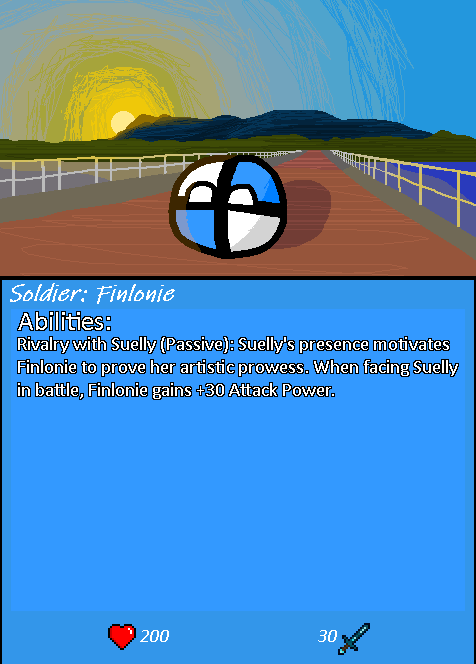 Soldier: Finlonie
Abilities:
Rivalry with Suelly (Passive): Suelly's presence motivates
Finlonie to prove her artistic prowess. When facing Suelly
in battle, Finlonie gains +30 Attack Power.
200
30